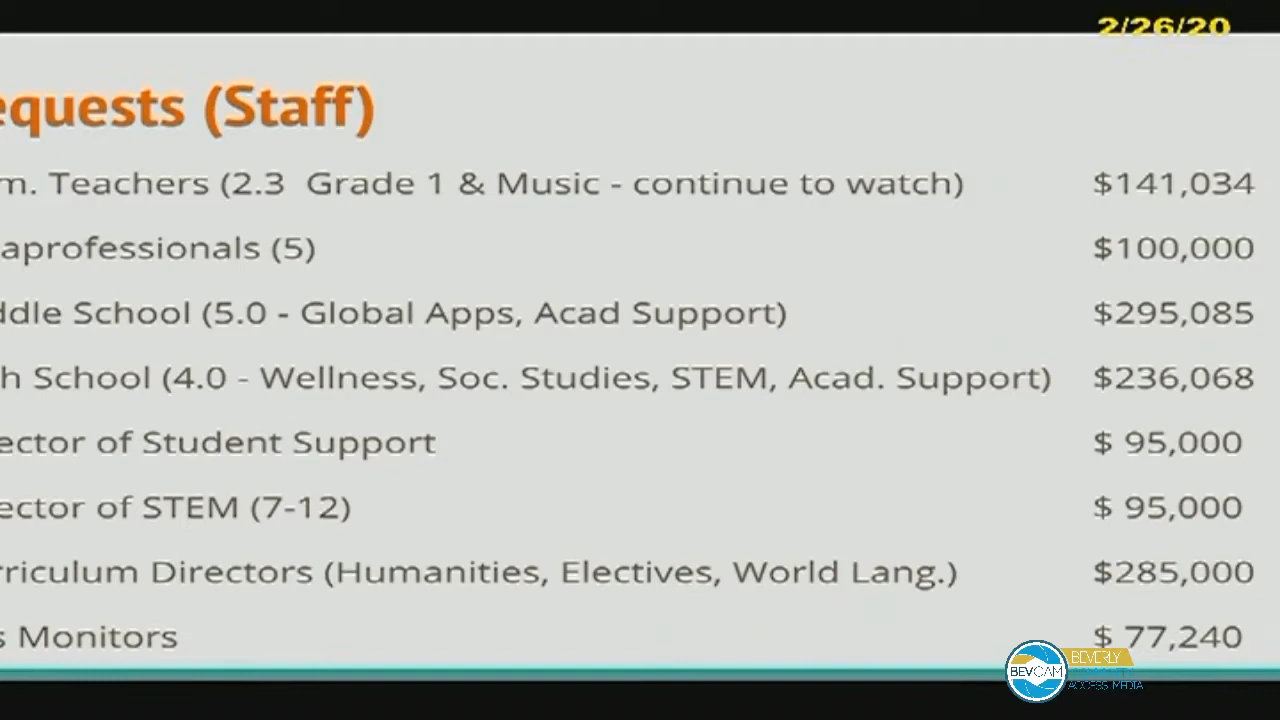 2/26/20
equests (Staff)
m. Teachers (2.3 Grade 1 & Music - continue to watch) $141,034
aprofessionals (5) $100,000
ddle School (5.0 - Global Apps, Acad Support) $295,085
h School (4.0 - Wellness, Soc. Studies, STEM, Acad. Support) $236,068
ector of Student Support $ 95,000
ector of STEM (7-12) $ 95,000
rriculum Directors (Humanities, Electives, World Lang.) $285,000
s Monitors $ 77,240
BEVCAM
BEVERLY
ACCESS MEDIA